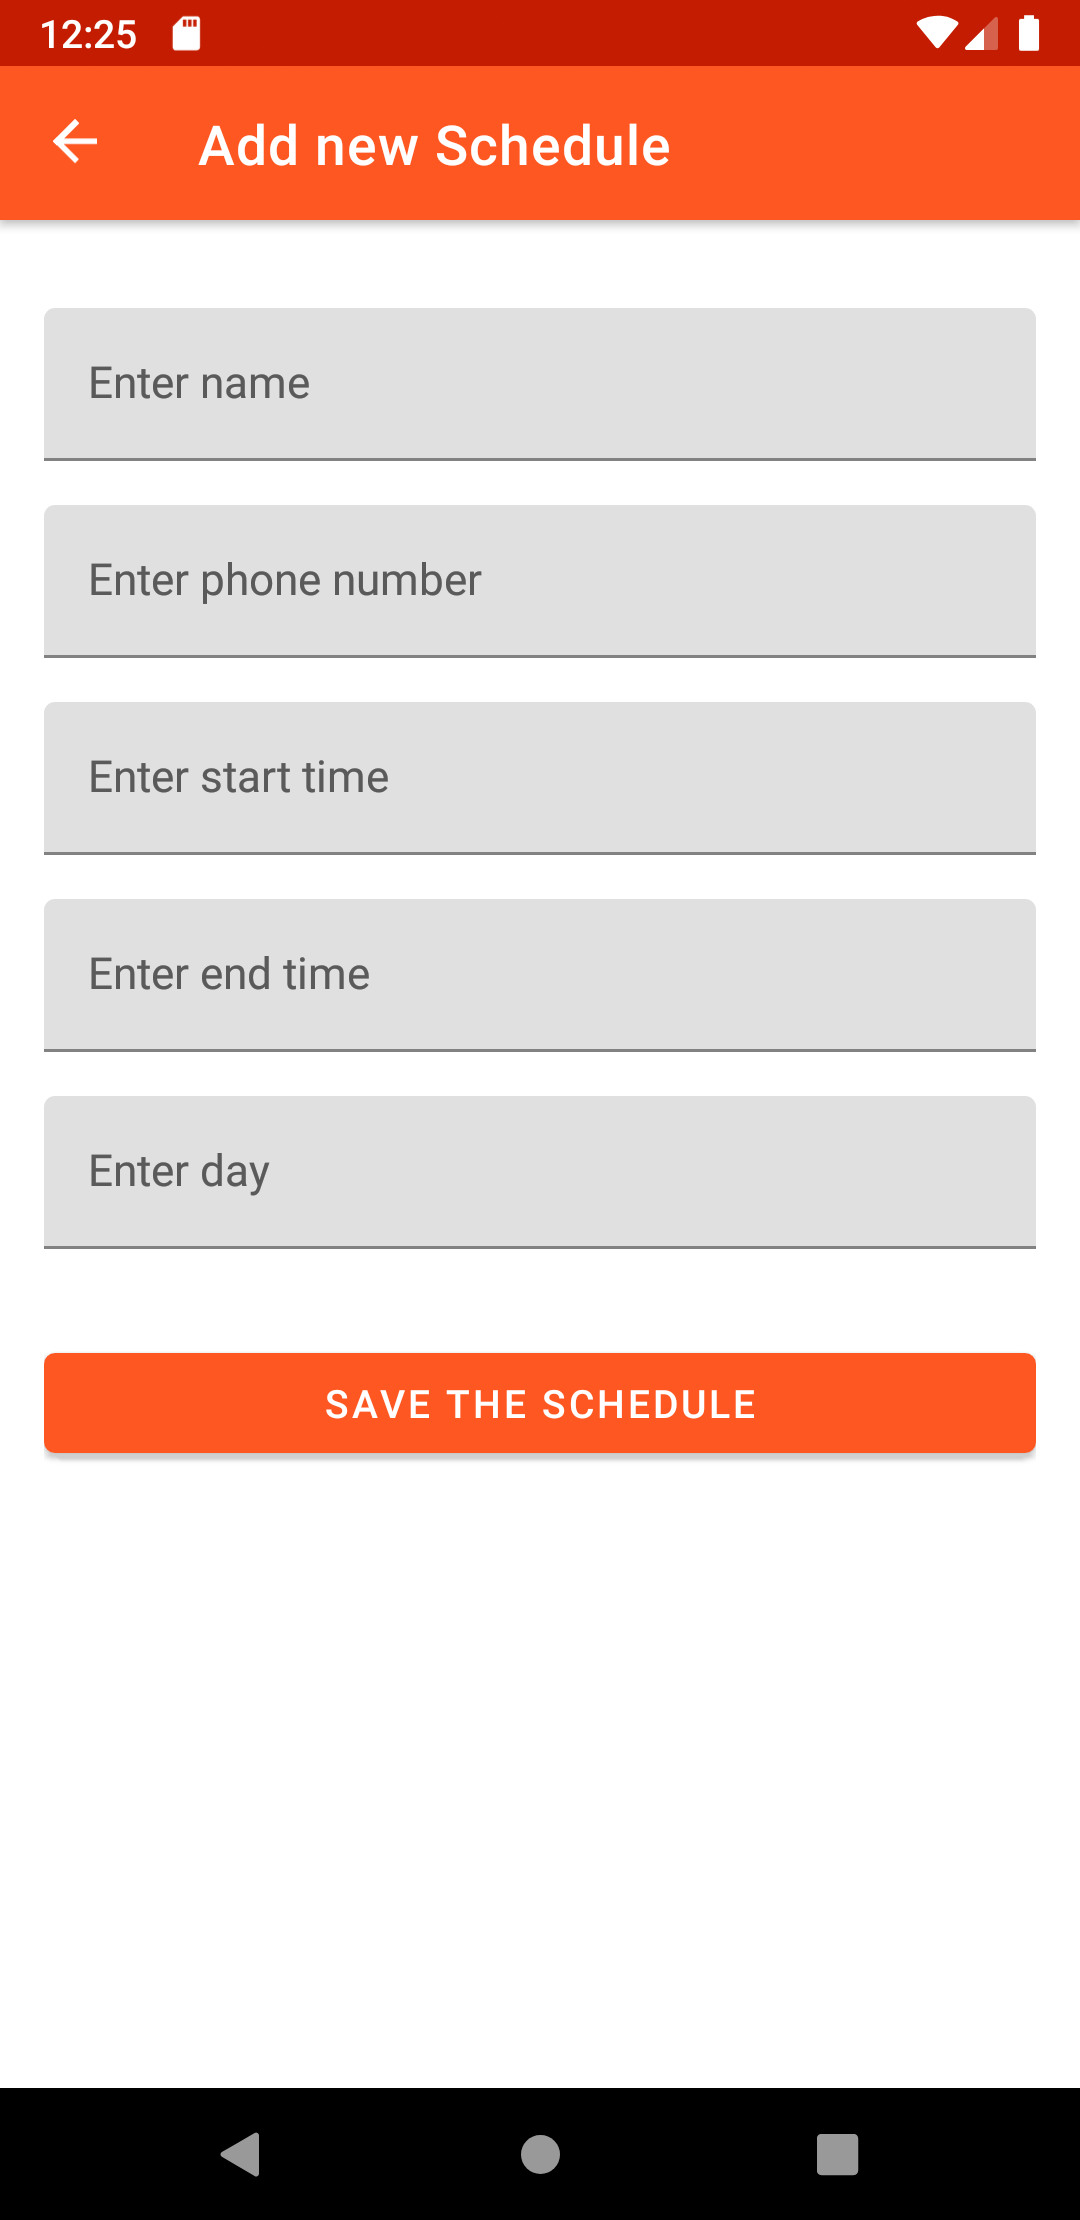 12:25
Add new Schedule
Enter name
Enter phone number
Enter start time
Enter end time
Enter day
SAVE THE SCHEDULE